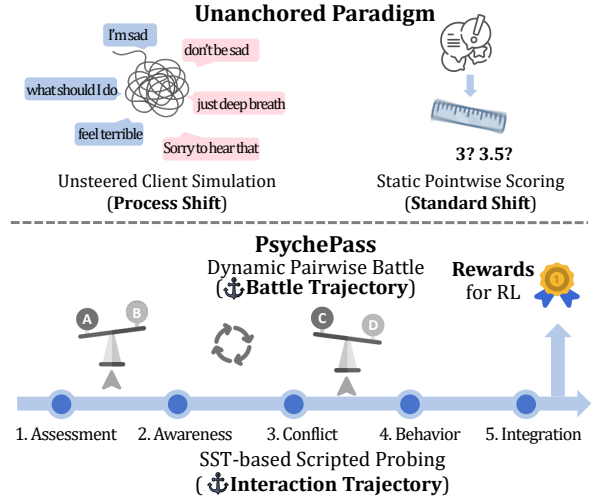 Unanchored Paradigm
I'm sad
don't be sad
what should I do
just deep breath
feel terrible
Sorry to hear that
3? 3.5?
Unsteered Client Simulation
(Process Shift)
Static Pointwise Scoring
(Standard Shift)
PsychePass
Dynamic Pairwise Battle
(Battle Trajectory)
Rewards
for RL
1
A
B
C
D
1. Assessment
2. Awareness
3. Conflict
4. Behavior
5. Integration
SST-based Scripted Probing
(Interaction Trajectory)